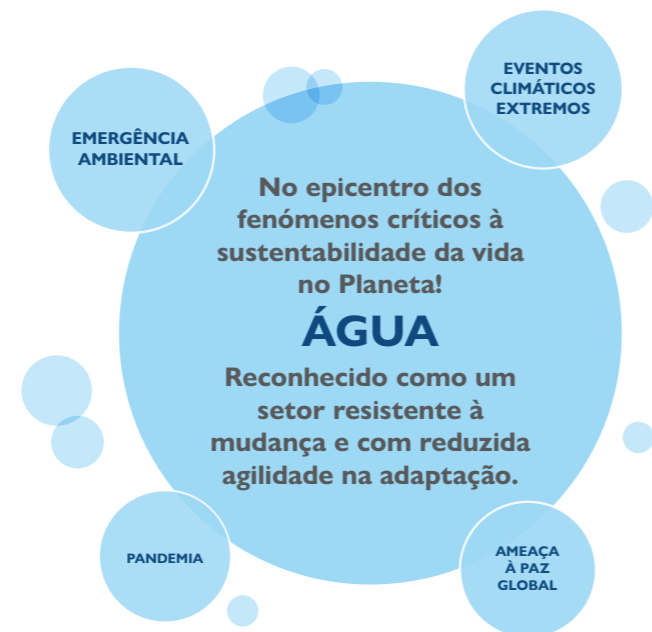 EVENTOS
CLIMÁTICOS
EXTREMOS
EMERGÊNCIA
AMBIENTAL
No epicentro dos
fenómenos críticos à
sustentabilidade da vida
no Planeta!
ÁGUA
Reconhecido como um
setor resistente à
mudança e com reduzida
agilidade na adaptação.
PANDEMIA
AMEAÇA
À PAZ
GLOBAL